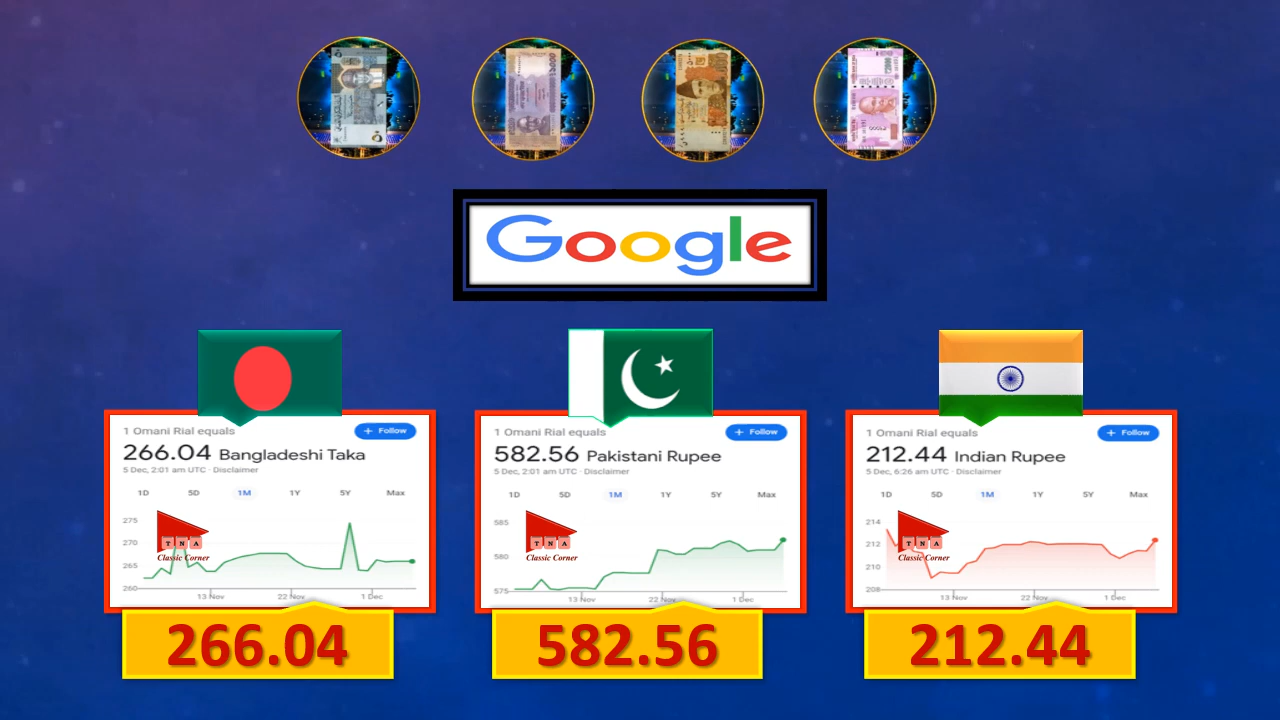 Google
1 Omani Rial equals
+ Follow
266.04 Bangladeshi Taka
5 Dec, 2:01 am UTC · Disclaimer
1D 5D 1M 1Y 5Y Max
275
270
265
260
13 Nov 22 Nov 1 Dec
TNA
Classic Corner
266.04
1 Omani Rial equals
+ Follow
582.56 Pakistani Rupee
5 Dec, 2:01 am UTC · Disclaimer
1D 5D 1M 1Y 5Y Max
585
580
575
13 Nov 22 Nov 1 Dec
TNA
Classic Corner
582.56
1 Omani Rial equals
+ Follow
212.44 Indian Rupee
5 Dec, 6:26 am UTC · Disclaimer
1D 5D 1M 1Y 5Y Max
214
212
210
208
13 Nov 22 Nov 1 Dec
TNA
Classic Corner
212.44